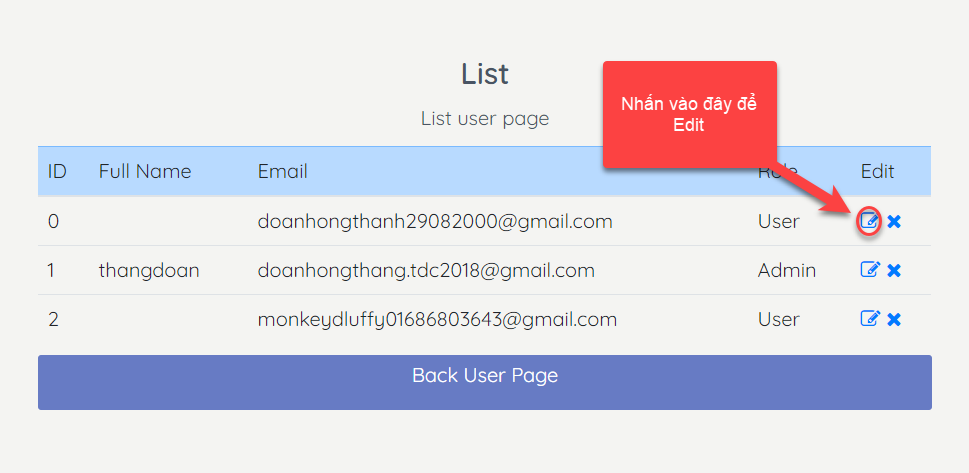 List
List user page
Nhấn vào đây để
Edit
ID Full Name Email Role Edit
0 doanhongthanh29082000@gmail.com User
1 thangdoan doanhongthang.tdc2018@gmail.com Admin
2 monkeydluffy01686803643@gmail.com User
Back User Page